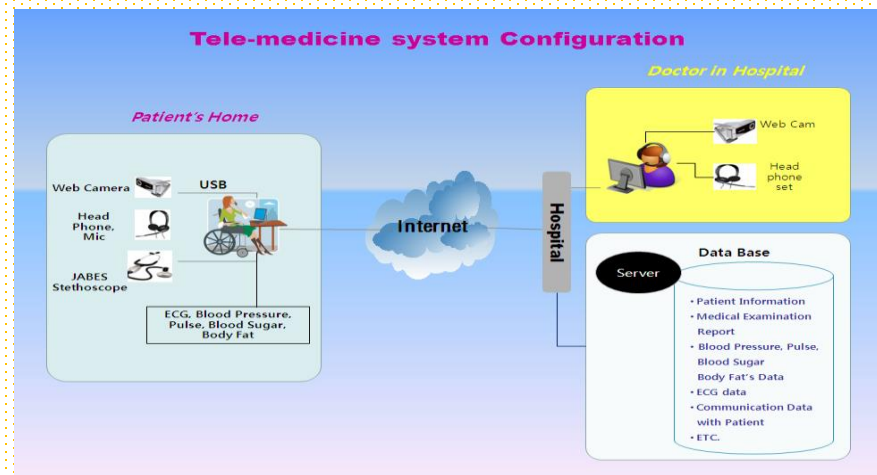 Tele-medicine system Configuration
Doctor in Hospital
Patient's Home
Web Cam
Head
phone
set
Web Camera
USB
Head
Phone,
Mic
JABES
Stethoscope
ECG, Blood Pressure,
Pulse, Blood Sugar,
Body Fat
Internet
Hospital
Data Base
Server
• Patient Information
• Medical Examination
Report
• Blood Pressure, Pulse,
Blood Sugar
Body Fat's Data
• ECG data
• Communication Data
with Patient
• ETC.